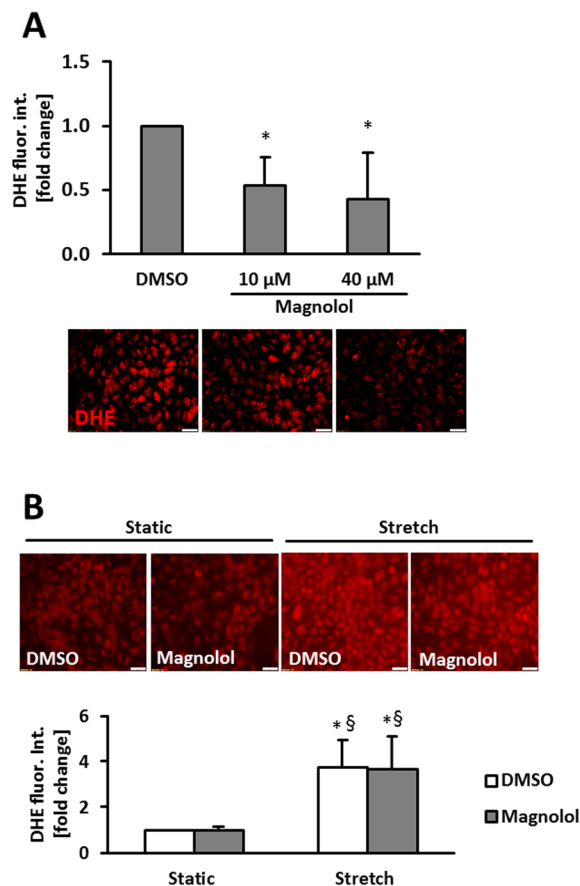 A
DHE fluor. int.
[fold change]
1.5
1.0
0.5
0.0
*
*
DMSO
10 µM
40 µM
Magnolol
DHE
B
Static
Stretch
DMSO
Magnolol
DMSO
Magnolol
DHE fluor. Int.
[fold change]
6
4
2
0
*§
*§
Static
Stretch
DMSO
Magnolol